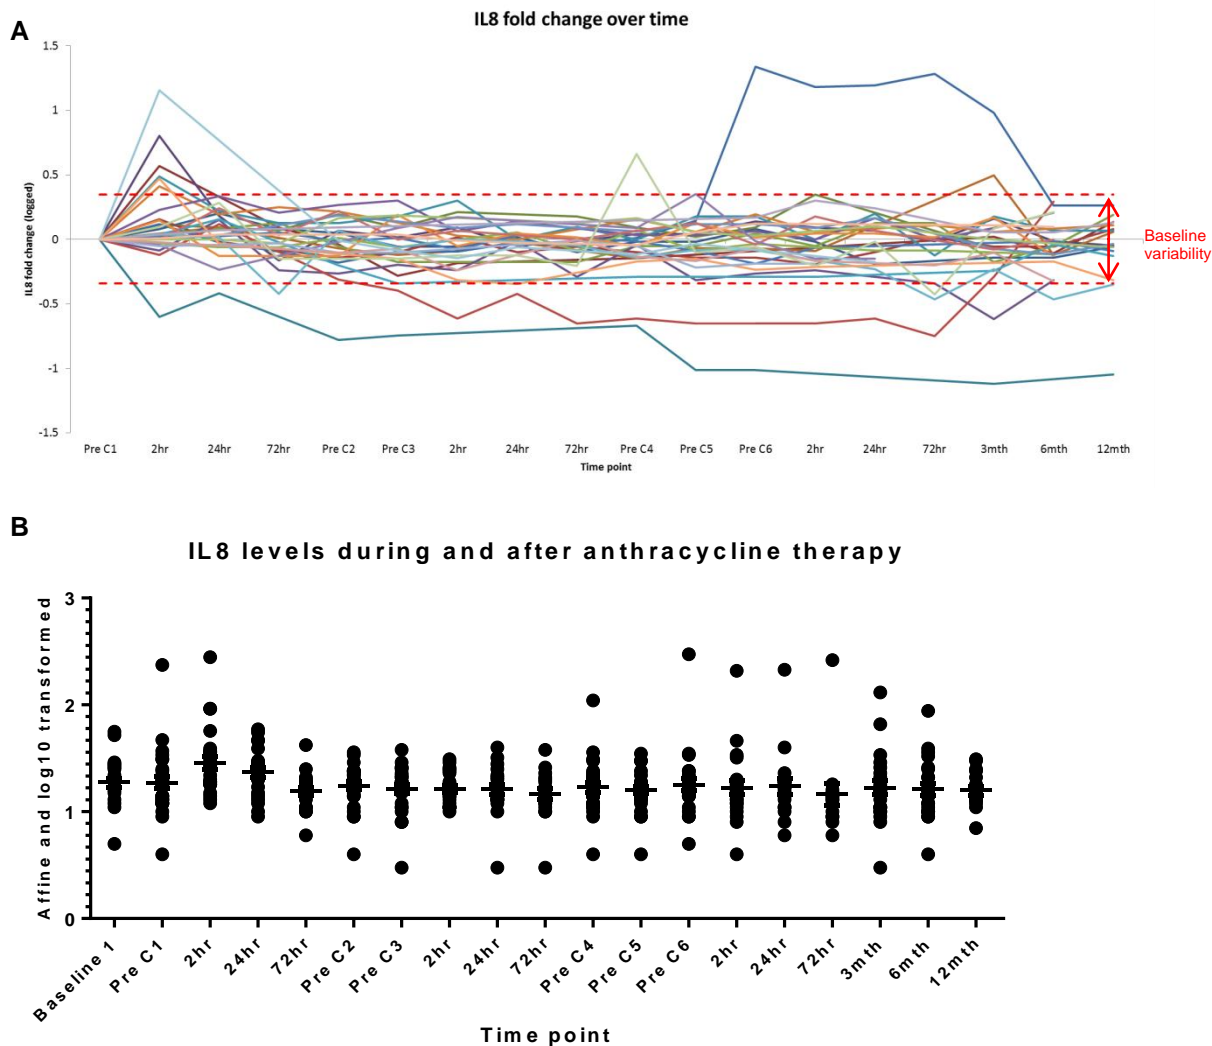 A
IL8 fold change over time
IL8 fold change (logged)
1.5
1
0.5
0
-0.5
-1
-1.5
Baseline
variability
Pre C1 2hr 24hr 72hr Pre C2 Pre C3 2hr 24hr 72hr Pre C4 Pre C5 Pre C6 2hr 24hr 72hr 3mth 6mth 12mth
Time point
B
IL8 levels during and after anthracycline therapy
Affine and log10 transformed
3
2
1
0
Baseline 1 Pre C1 2hr 24hr 72hr Pre C2 Pre C3 2hr 24hr 72hr Pre C4 Pre C5 Pre C6 2hr 24hr 72hr 3mth 6mth 12mth
Time point